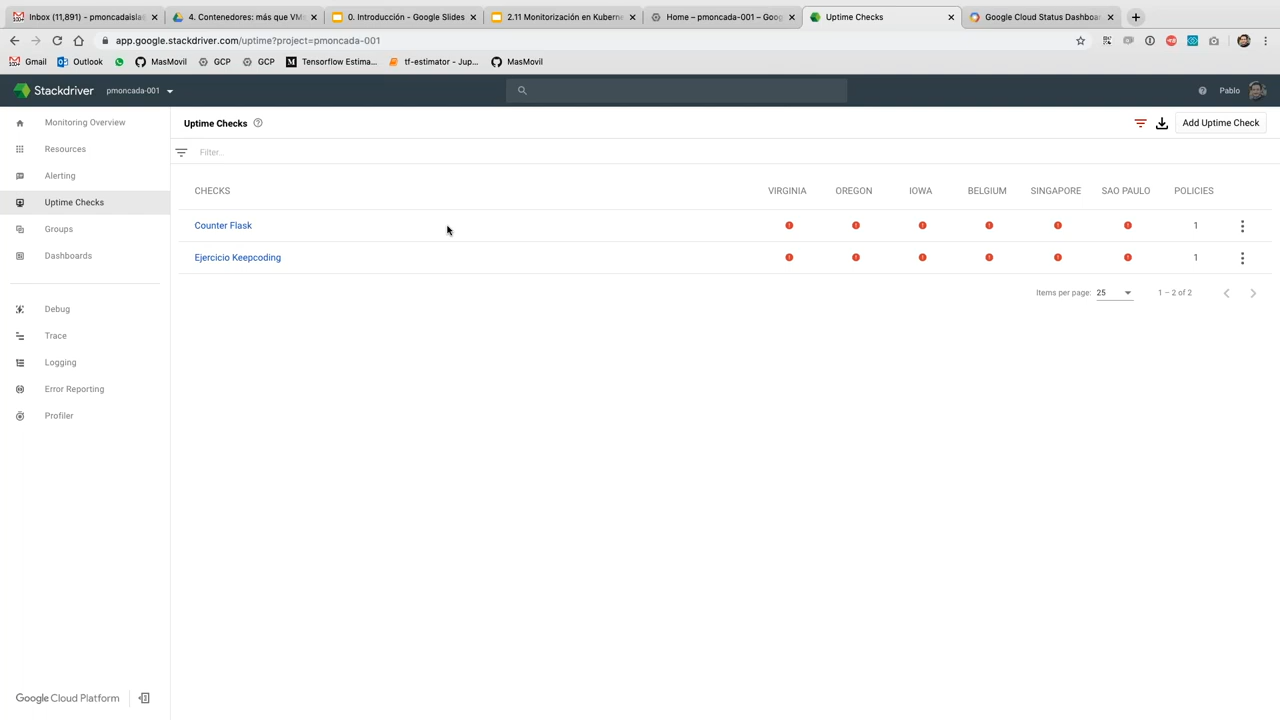 Inbox (11,891) - pmoncadaisla
4. Contenedores: más que VMs
0. Introducción - Google Slides
2.11 Monitorización en Kuberne
Home – pmoncada-001 – Goog
Uptime Checks
Google Cloud Status Dashboa
app.google.stackdriver.com/uptime?project=pmoncada-001
Gmail
Outlook
MasMovil
GCP
GCP
Tensorflow Estima...
tf-estimator - Jup...
MasMovil
Stackdriver
pmoncada-001
Pablo
Monitoring Overview
Resources
Alerting
Uptime Checks
Groups
Dashboards
Debug
Trace
Logging
Error Reporting
Profiler
Google Cloud Platform
Uptime Checks
Add Uptime Check
Filter...
CHECKS VIRGINIA OREGON IOWA BELGIUM SINGAPORE SAO PAULO POLICIES
Counter Flask 1
Ejercicio Keepcoding 1
Items per page: 25 1 – 2 of 2